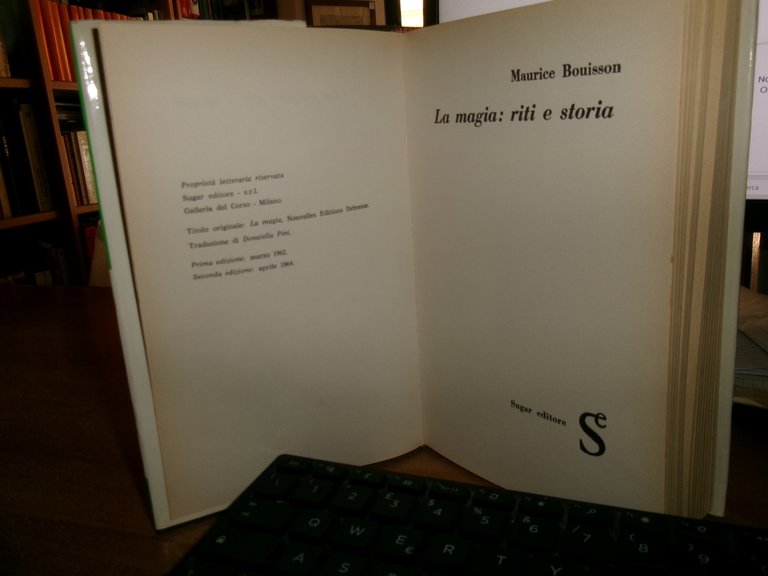 Proprietà letteraria riservata
Sugar editore - s.r.l.
Galleria del Corso - Milano
Titolo originale: La magia, Nouvelles Editions Debresse.
Traduzione di Donatella Pini.
Prima edizione: marzo 1962.
Seconda edizione: aprile 1964.
Maurice Bouisson
La magia: riti e storia
Sugar editore
Se
Q W E R T Y
A S D F